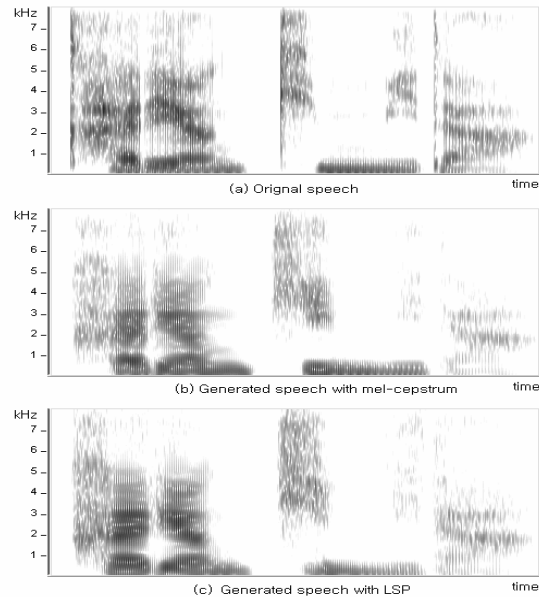 kHz
7
6
5
4
3
2
1
(a) Orignal speech
time
kHz
7
6
5
4
3
2
1
(b) Generated speech with mel-cepstrum
time
kHz
7
6
5
4
3
2
1
(c) Generated speech with LSP
time